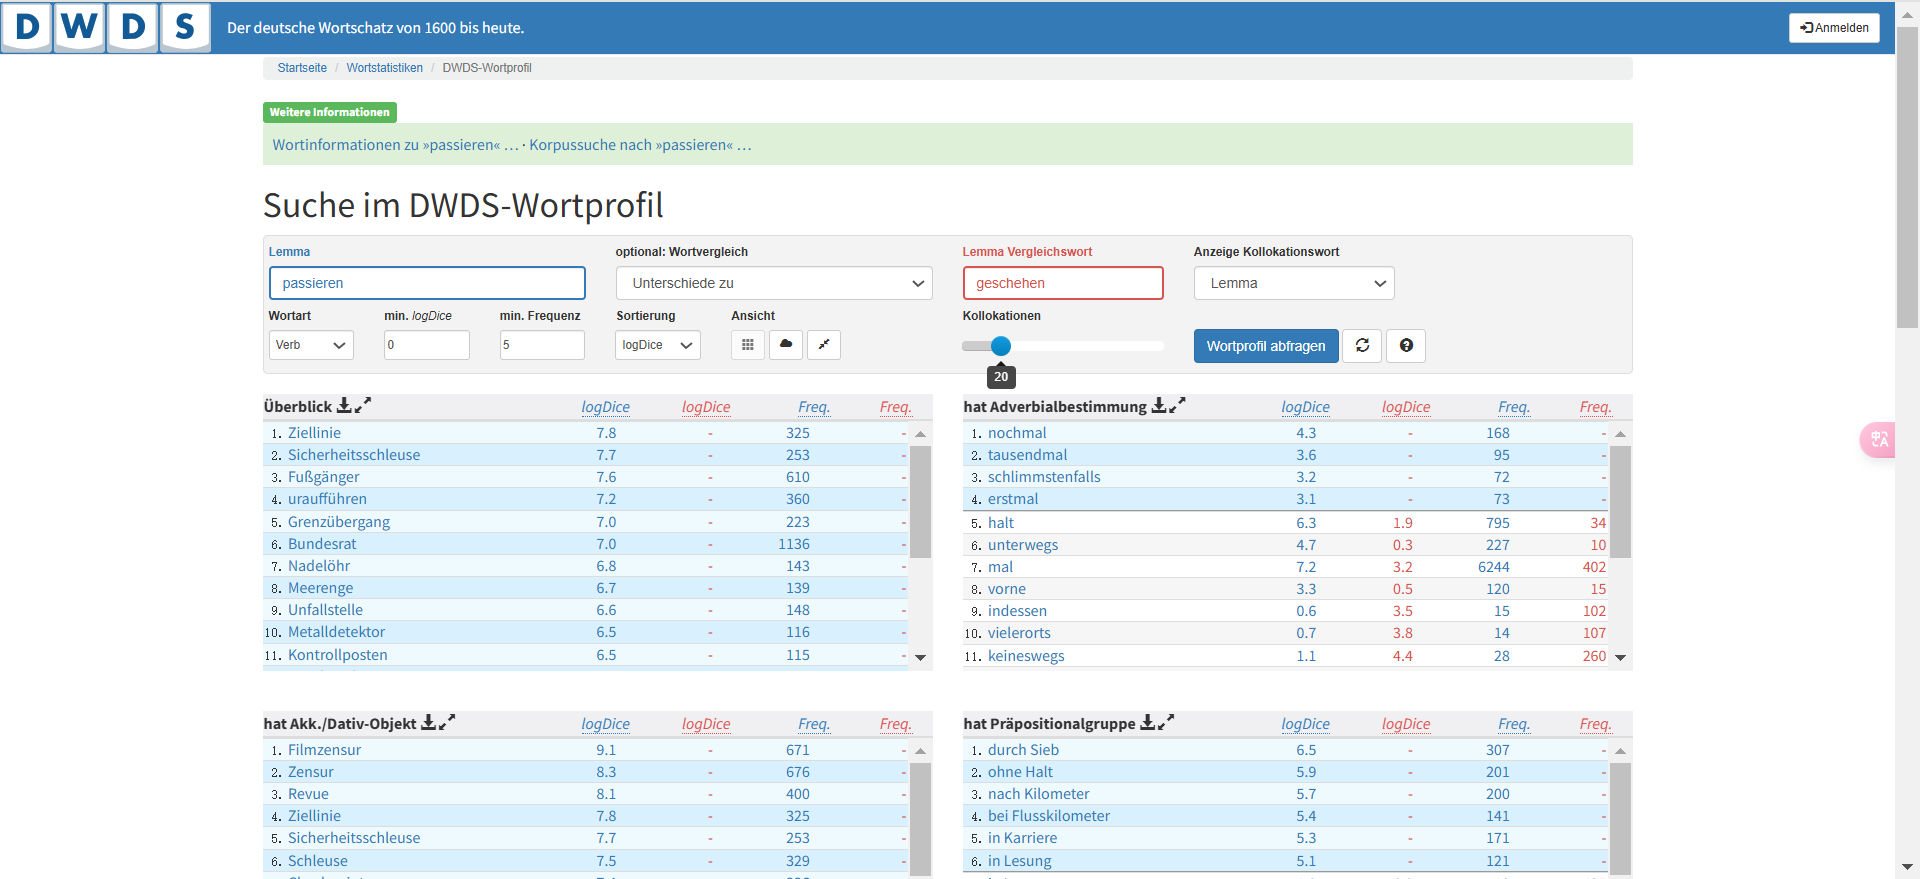 DWDS Der deutsche Wortschatz von 1600 bis heute. Anmelden
Startseite / Wortstatistiken / DWDS-Wortprofil
Weitere Informationen
Wortinformationen zu »passieren« … · Korpussuche nach »passieren« …
Suche im DWDS-Wortprofil
Lemma optional: Wortvergleich Lemma Vergleichswort Anzeige Kollokationswort
passieren Unterschiede zu geschehen Lemma
Wortart min. logDice min. Frequenz Sortierung Ansicht Kollokationen
Verb 0 5 logDice Wortprofil abfragen
20
Überblick logDice logDice Freq. Freq.
1. Ziellinie 7.8 - 325 -
2. Sicherheitsschleuse 7.7 - 253 -
3. Fußgänger 7.6 - 610 -
4. uraufführen 7.2 - 360 -
5. Grenzübergang 7.0 - 223 -
6. Bundesrat 7.0 - 1136 -
7. Nadelöhr 6.8 - 143 -
8. Meerenge 6.7 - 139 -
9. Unfallstelle 6.6 - 148 -
10. Metalldetektor 6.5 - 116 -
11. Kontrollposten 6.5 - 115 -
hat Adverbialbestimmung logDice logDice Freq. Freq.
1. nochmal 4.3 - 168 -
2. tausendmal 3.6 - 95 -
3. schlimmstenfalls 3.2 - 72 -
4. erstmal 3.1 - 73 -
5. halt 6.3 1.9 795 34
6. unterwegs 4.7 0.3 227 10
7. mal 7.2 3.2 6244 402
8. vorne 3.3 0.5 120 15
9. indessen 0.6 3.5 15 102
10. vielerorts 0.7 3.8 14 107
11. keineswegs 1.1 4.4 28 260
hat Akk./Dativ-Objekt logDice logDice Freq. Freq.
1. Filmzensur 9.1 - 671 -
2. Zensur 8.3 - 676 -
3. Revue 8.1 - 400 -
4. Ziellinie 7.8 - 325 -
5. Sicherheitsschleuse 7.7 - 253 -
6. Schleuse 7.5 - 329 -
hat Präpositionalgruppe logDice logDice Freq. Freq.
1. durch Sieb 6.5 - 307 -
2. ohne Halt 5.9 - 201 -
3. nach Kilometer 5.7 - 200 -
4. bei Flusskilometer 5.4 - 141 -
5. in Karriere 5.3 - 171 -
6. in Lesung 5.1 - 121 -
中A